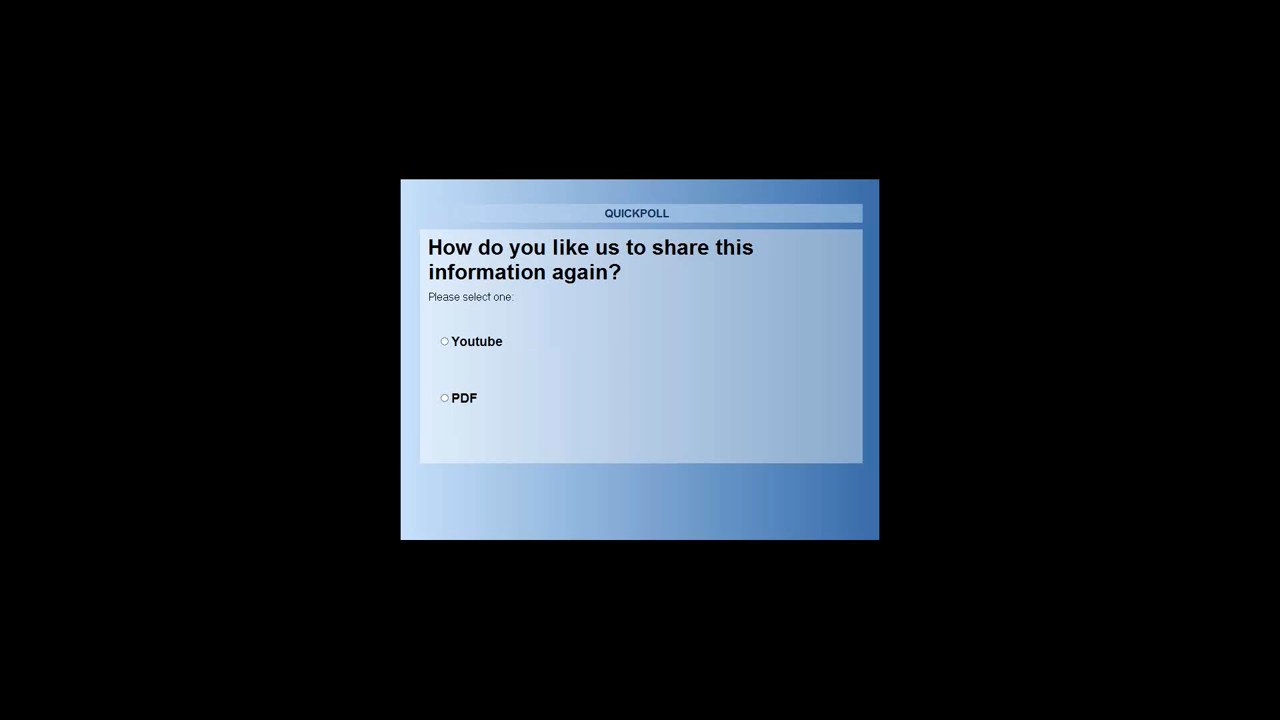 QUICKPOLL
How do you like us to share this
information again?
Please select one:
Youtube
PDF